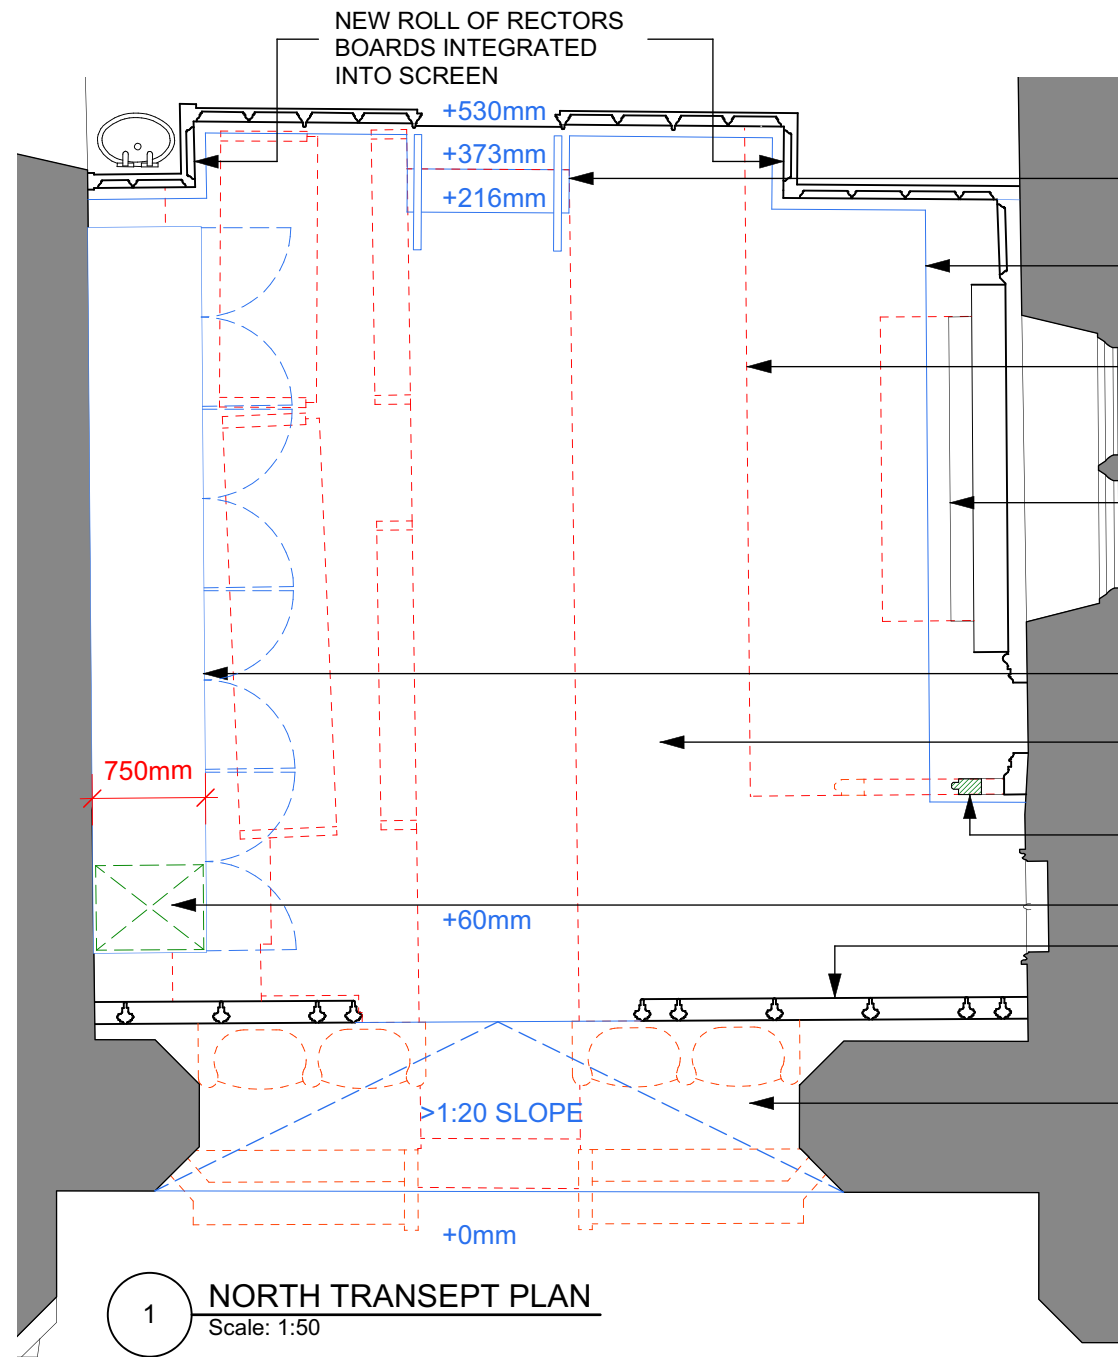 NEW ROLL OF RECTORS
BOARDS INTEGRATED
INTO SCREEN
+530mm
+373mm
+216mm
750mm
+60mm
>1:20 SLOPE
+0mm
1
NORTH TRANSEPT PLAN
Scale: 1:50